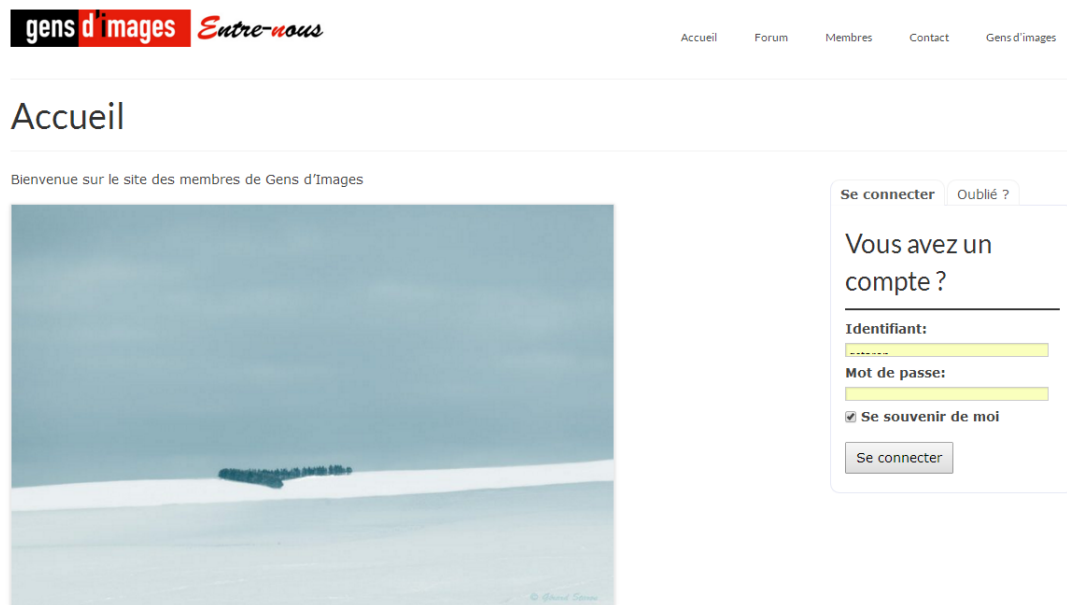 gens d'images Entre-nous
Accueil Forum Membres Contact Gens d'images
Accueil
Bienvenue sur le site des membres de Gens d'Images
Se connecter Oublié ?
Vous avez un
compte ?
Identifiant:
Mot de passe:
Se souvenir de moi
Se connecter
©